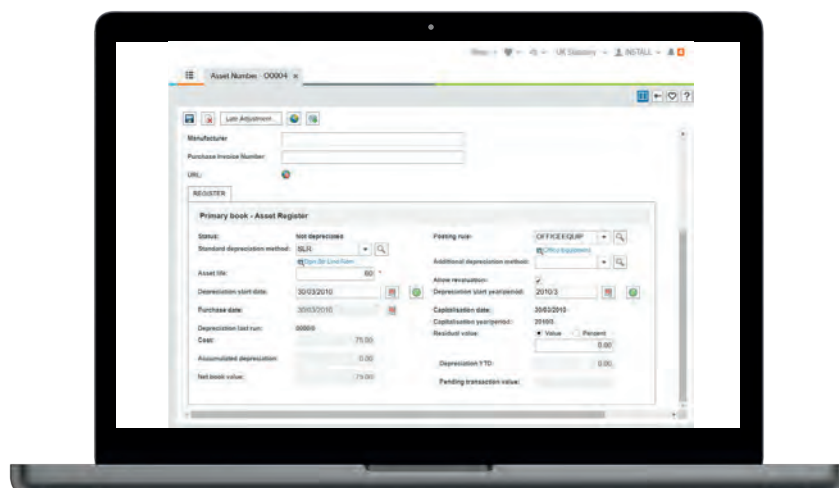 UK Statutory INSTALL
Asset Number : O0004
Late Adjustment...
Manufacturer
Purchase Invoice Number
URL:
REGISTER
Primary book - Asset Register
Status: Not depreciated Posting rule: OFFICEEQUIP
Standard depreciation method: SLR Office Equipment
Additional depreciation method:
Asset life: 60 Allow revaluation:
Depreciation start date: 30/03/2010 Depreciation start year/period: 2010/3
Purchase date: 30/03/2010 Capitalisation date: 30/03/2010
Capitalisation year/period: 2010/3
Depreciation last run: 0000/0 Residual value: Value Percent
Cost: 75.00 0.00
Accumulated depreciation: 0.00 Depreciation YTD: 0.00
Net book value: 75.00 Pending transaction value: